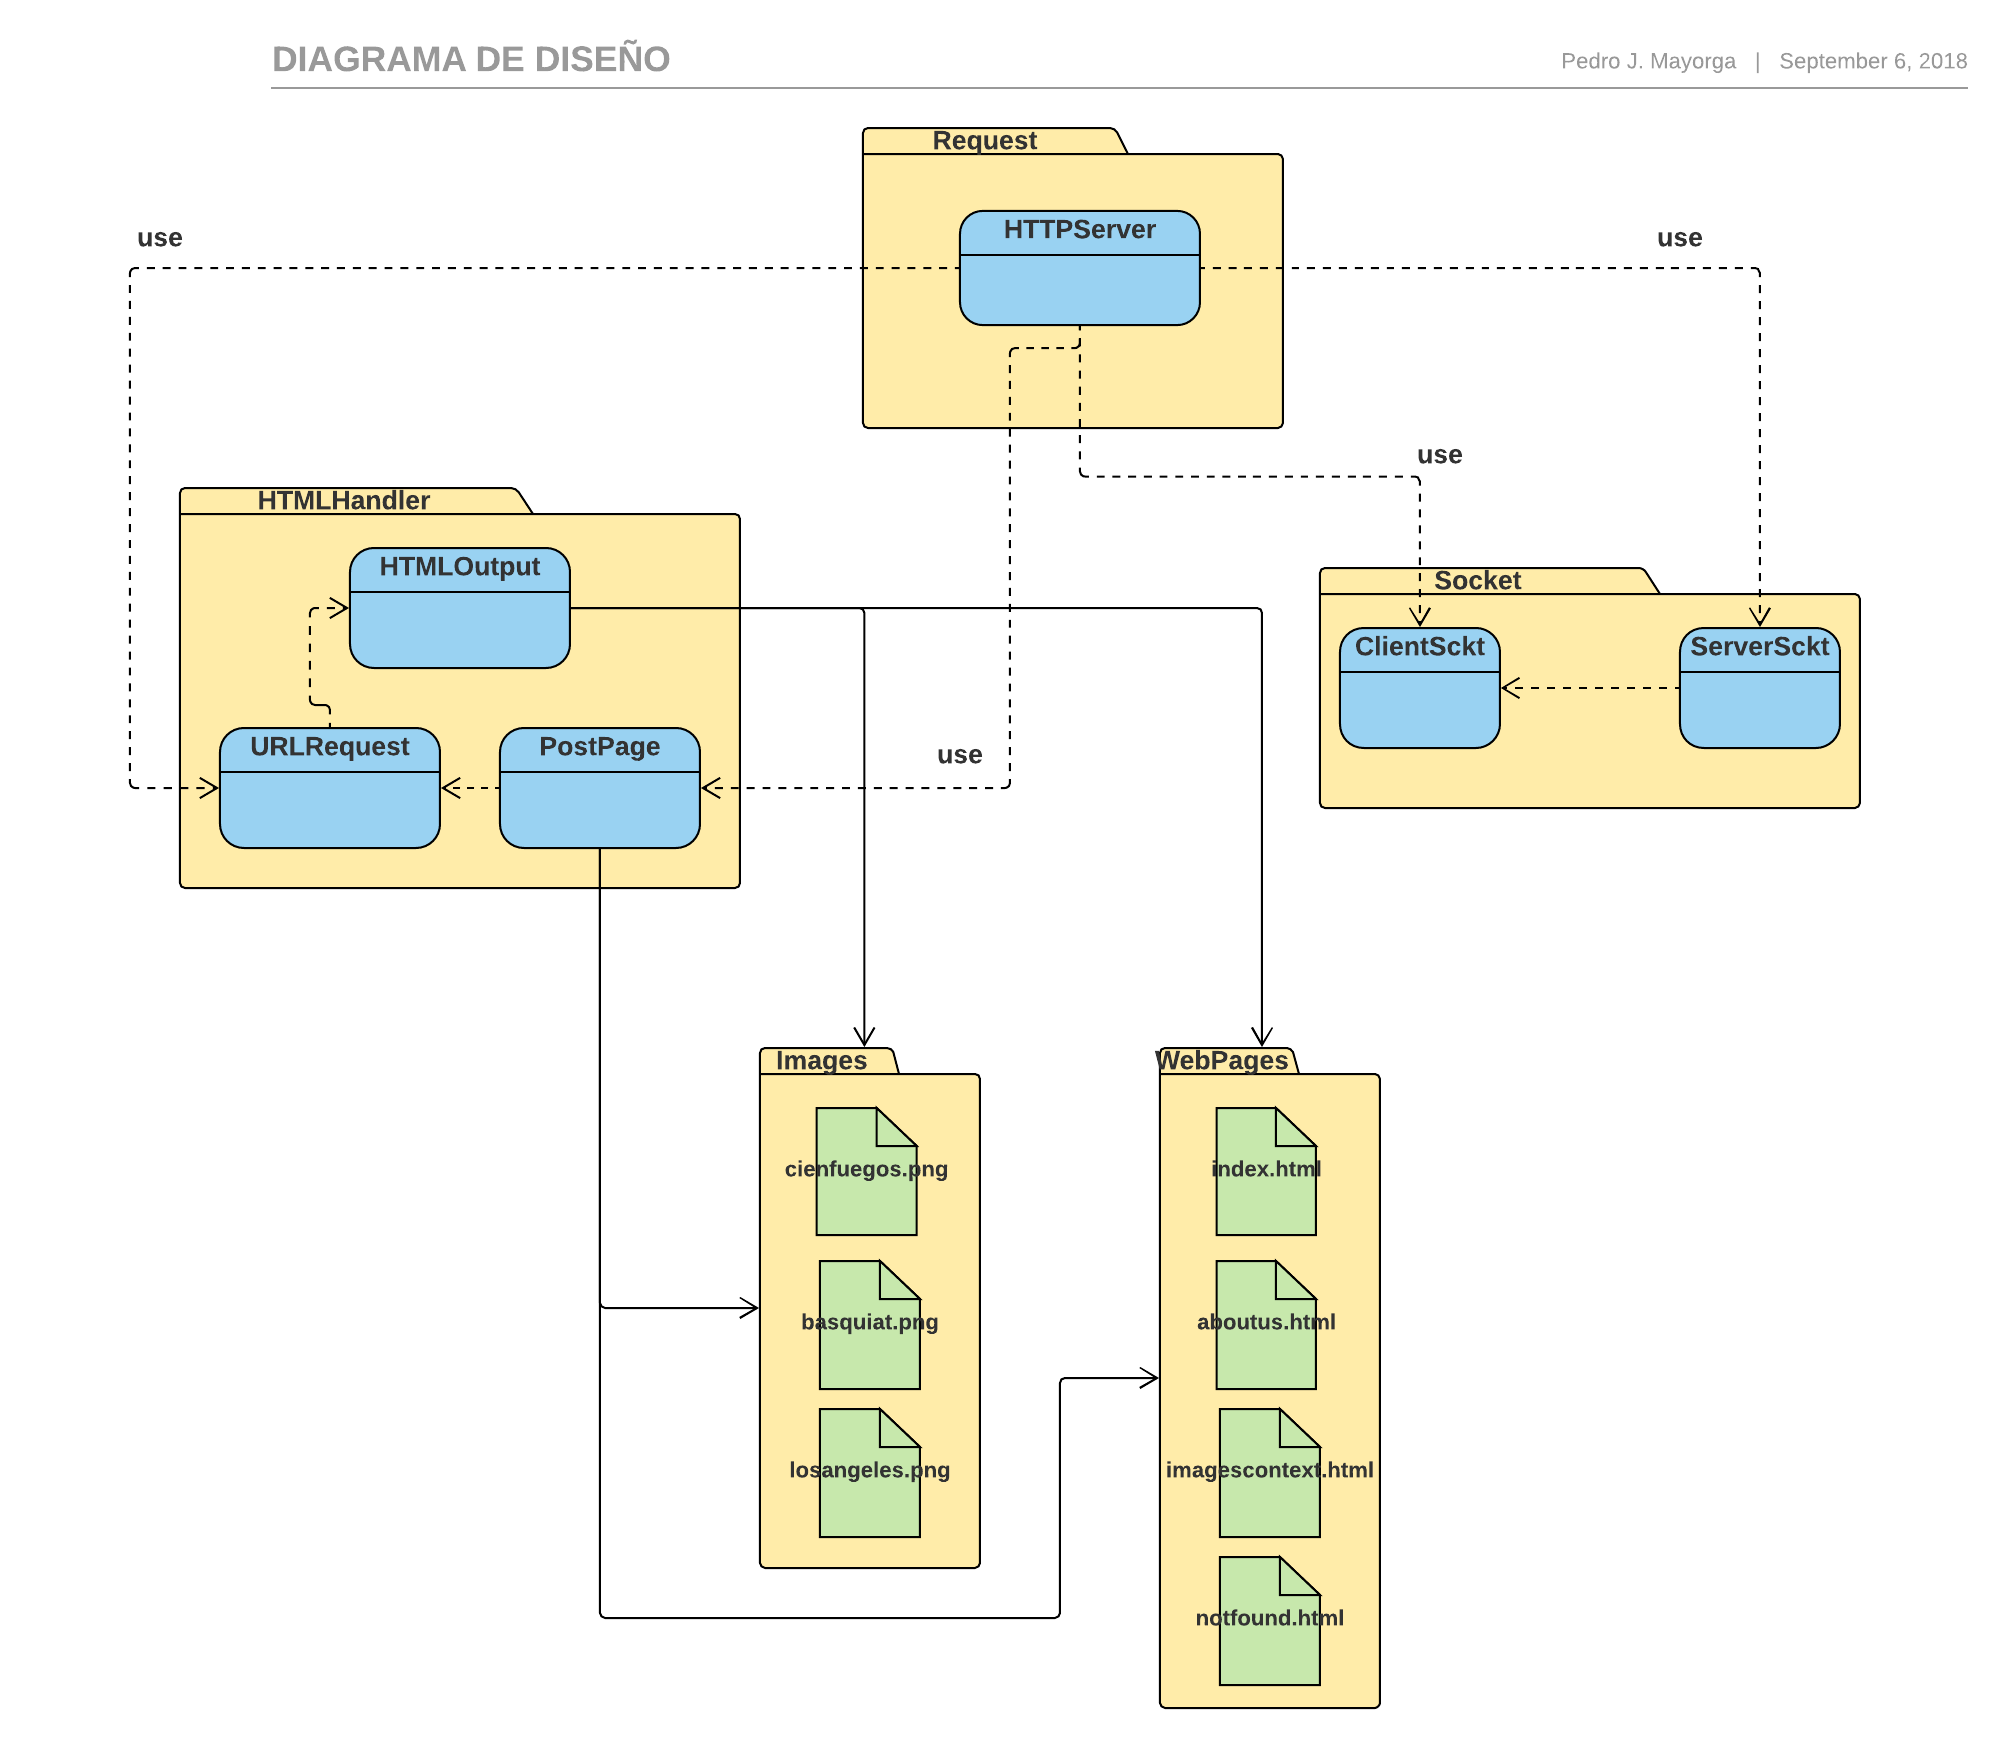 DIAGRAMA DE DISEÑO
Pedro J. Mayorga | September 6, 2018
Request
HTTPServer
use
use
use
HTMLHandler
HTMLOutput
Socket
ClientSckt
ServerSckt
URLRequest
PostPage
use
Images
WebPages
cienfuegos.png
index.html
basquiat.png
aboutus.html
losangeles.png
imagescontext.html
notfound.html